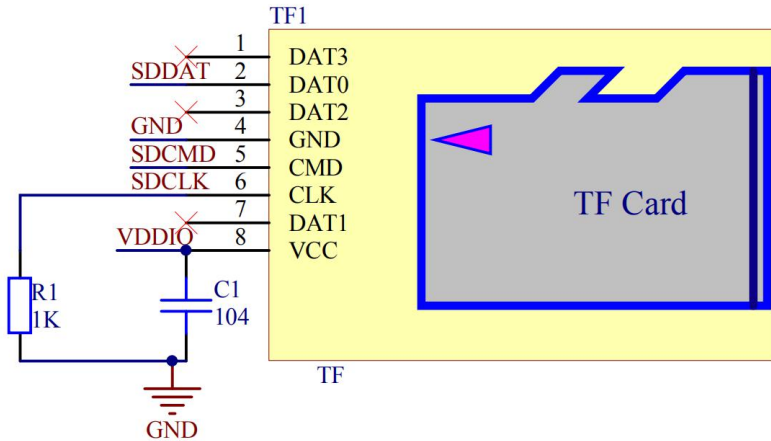 TF1
1 DAT3
SDDAT 2 DAT0
3 DAT2
GND 4 GND
SDCMD 5 CMD
SDCLK 6 CLK
7 DAT1
VDDIO 8 VCC
TF Card
R1
1K
C1
104
TF
GND